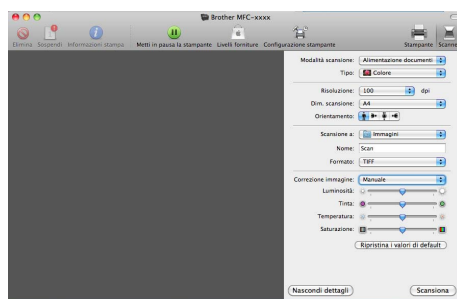 Brother MFC-xxxx
Elimina Sospendi Informazioni stampa Metti in pausa la stampante Livelli forniture Configurazione stampante Stampante Scanner
Modalità scansione: Alimentazione documenti
Tipo: Colore
Risoluzione: 100 dpi
Dim. scansione: A4
Orientamento:
Scansione a: Immagini
Nome: Scan
Formato: TIFF
Correzione immagine: Manuale
Luminosità:
Tinta:
Temperatura:
Saturazione:
Ripristina i valori di default
Nascondi dettagli Scansiona